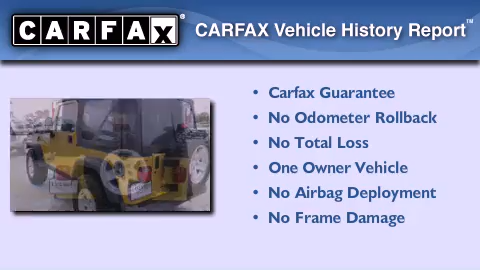 CARFAX® CARFAX Vehicle History Report™
• Carfax Guarantee
• No Odometer Rollback
• No Total Loss
• One Owner Vehicle
• No Airbag Deployment
• No Frame Damage